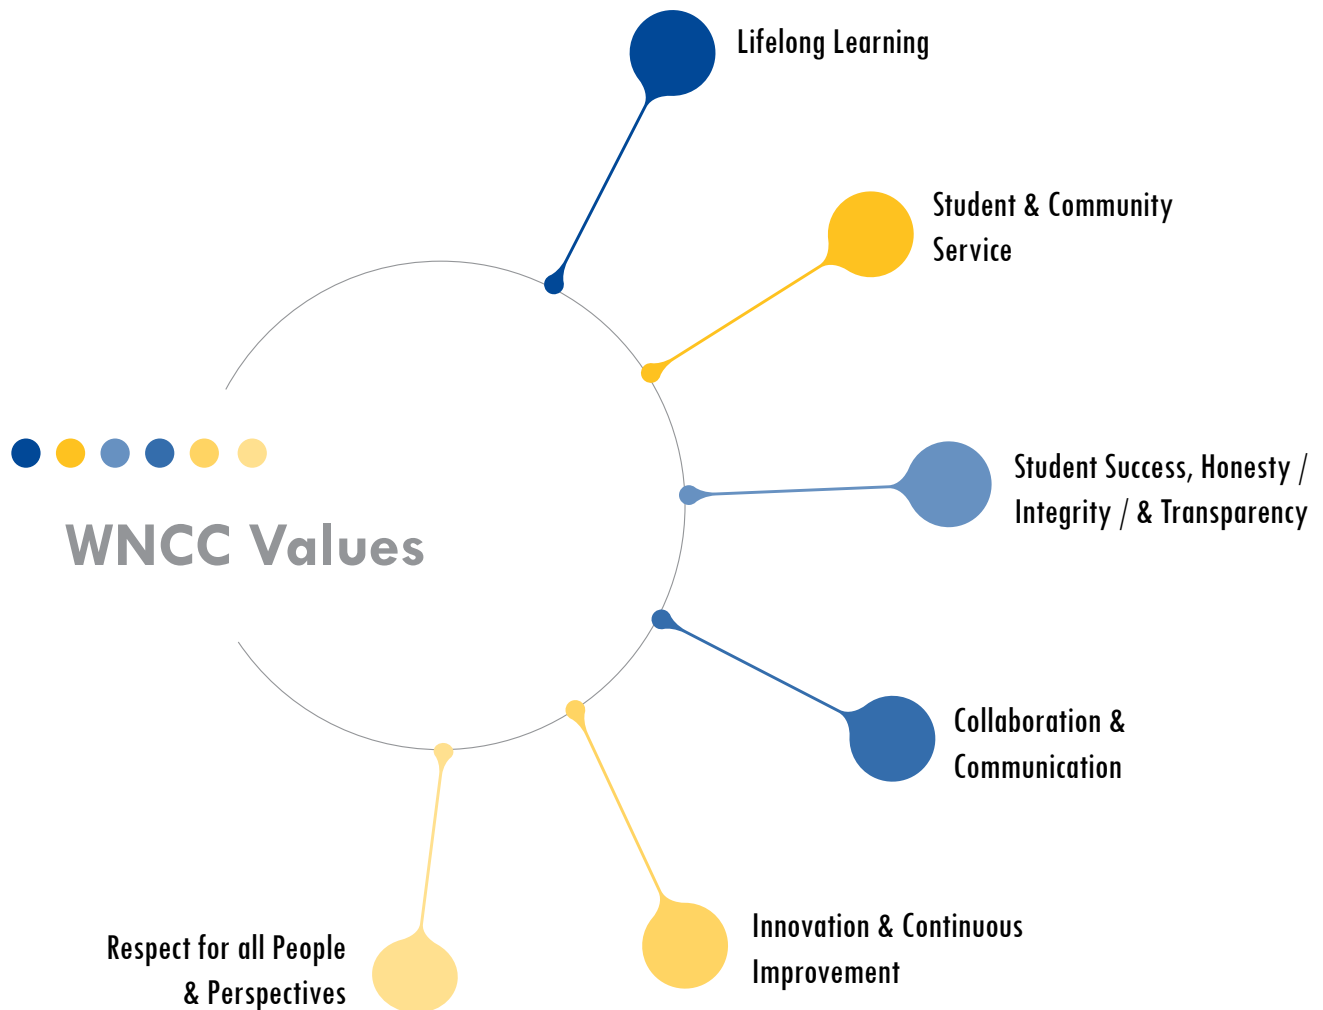 Lifelong Learning
Student & Community
Service
Student Success, Honesty /
Integrity / & Transparency
WNCC Values
Collaboration &
Communication
Innovation & Continuous
Improvement
Respect for all People
& Perspectives